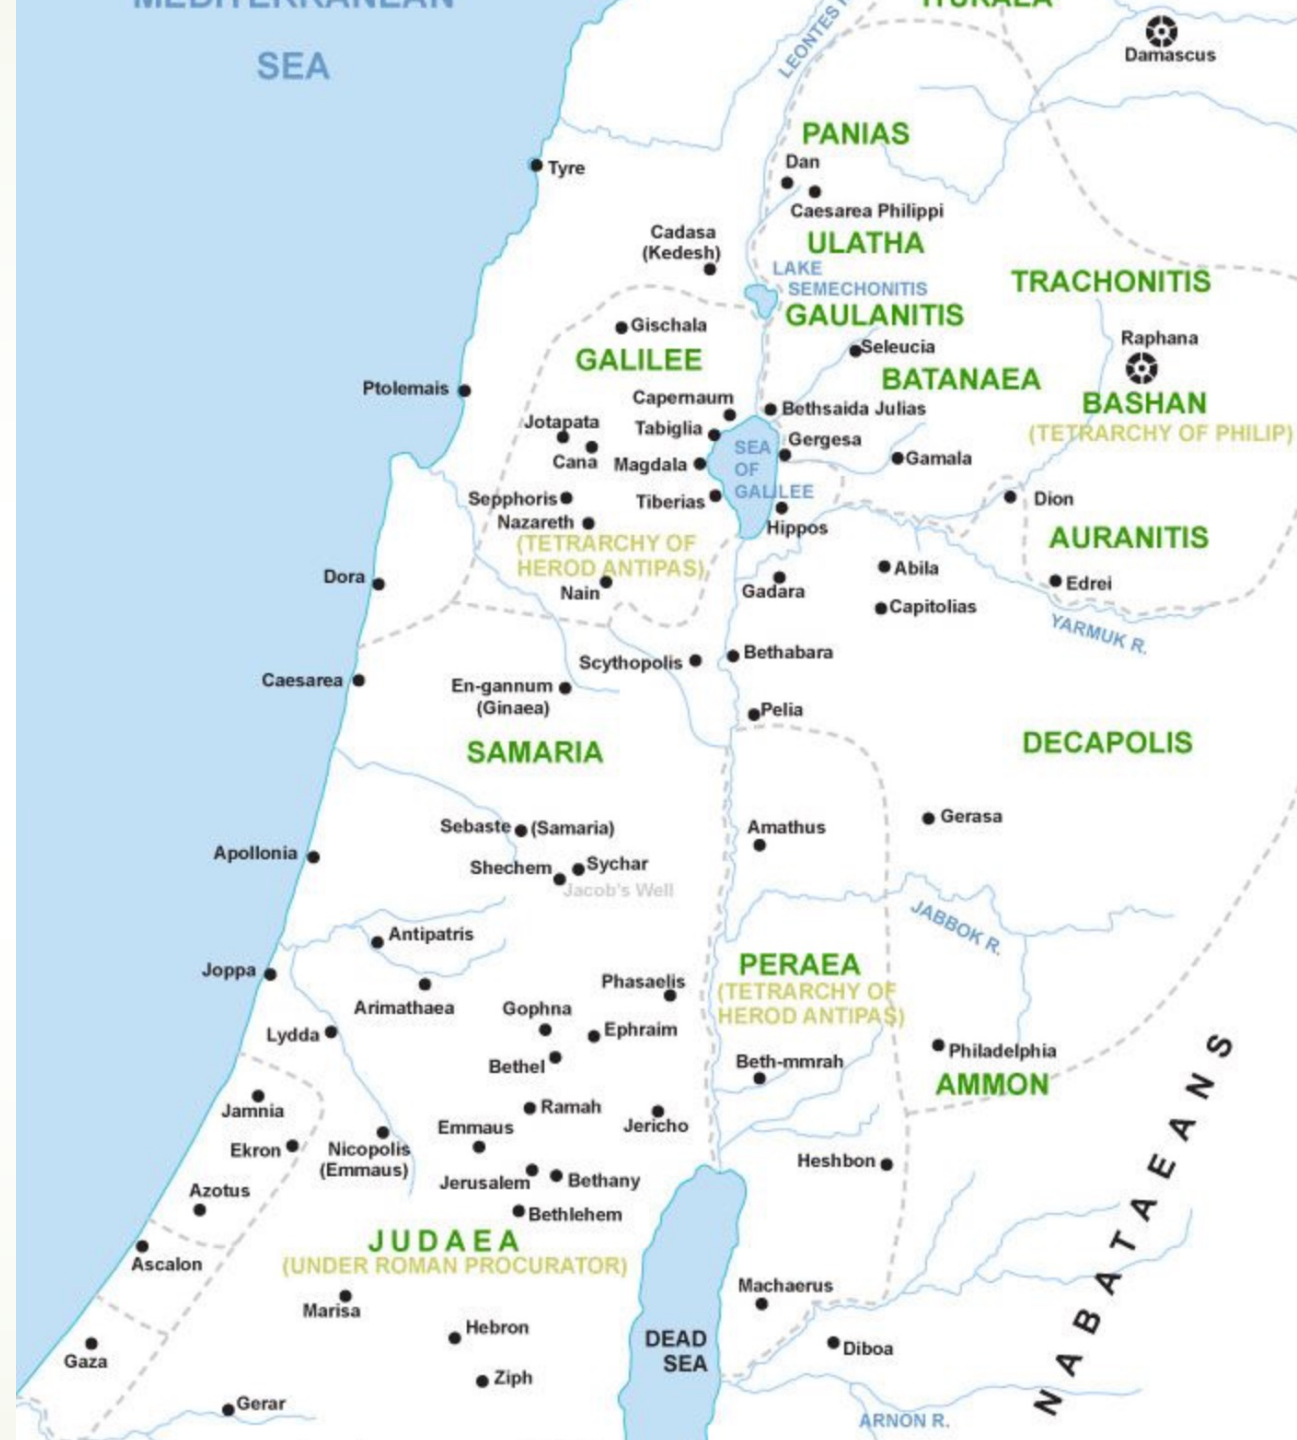 MEDITERRANEAN
SEA
ITURAEA
LEONTES R.
Damascus
PANIAS
Dan
Caesarea Philippi
Tyre
ULATHA
Cadasa
(Kedesh)
LAKE
SEMECHONITIS
TRACHONITIS
GAULANITIS
Gischala
Seleucia
Raphana
GALILEE
BATANAEA
BASHAN
(TETRARCHY OF PHILIP)
Ptolemais
Capernaum
Bethsaida Julias
Jotapata
Tabiglia
Gergesa
SEA
OF
GALILEE
Cana
Magdala
Gamala
Sepphoris
Tiberias
Dion
Nazareth
Hippos
(TETRARCHY OF
HEROD ANTIPAS)
AURANITIS
Dora
Nain
Gadara
Abila
Edrei
Capitolias
YARMUK R.
Scythopolis
Bethabara
Caesarea
En-gannum
(Ginaea)
Pelia
SAMARIA
DECAPOLIS
Sebaste
(Samaria)
Amathus
Gerasa
Apollonia
Shechem
Sychar
Jacob's Well
JABBOK R.
Antipatris
Joppa
PERAEA
(TETRARCHY OF
HEROD ANTIPAS)
Phasaelis
Arimathaea
Gophna
Lydda
Ephraim
Bethel
Beth-mmrah
Philadelphia
AMMON
Jamnia
Ramah
Jericho
Emmaus
Ekron
Nicopolis
(Emmaus)
Heshbon
Jerusalem
Bethany
Azotus
Bethlehem
NABATAEANS
JUDAEA
(UNDER ROMAN PROCURATOR)
Ascalon
Marisa
Machaerus
Hebron
DEAD
SEA
Diboa
Gaza
Ziph
Gerar
ARNON R.